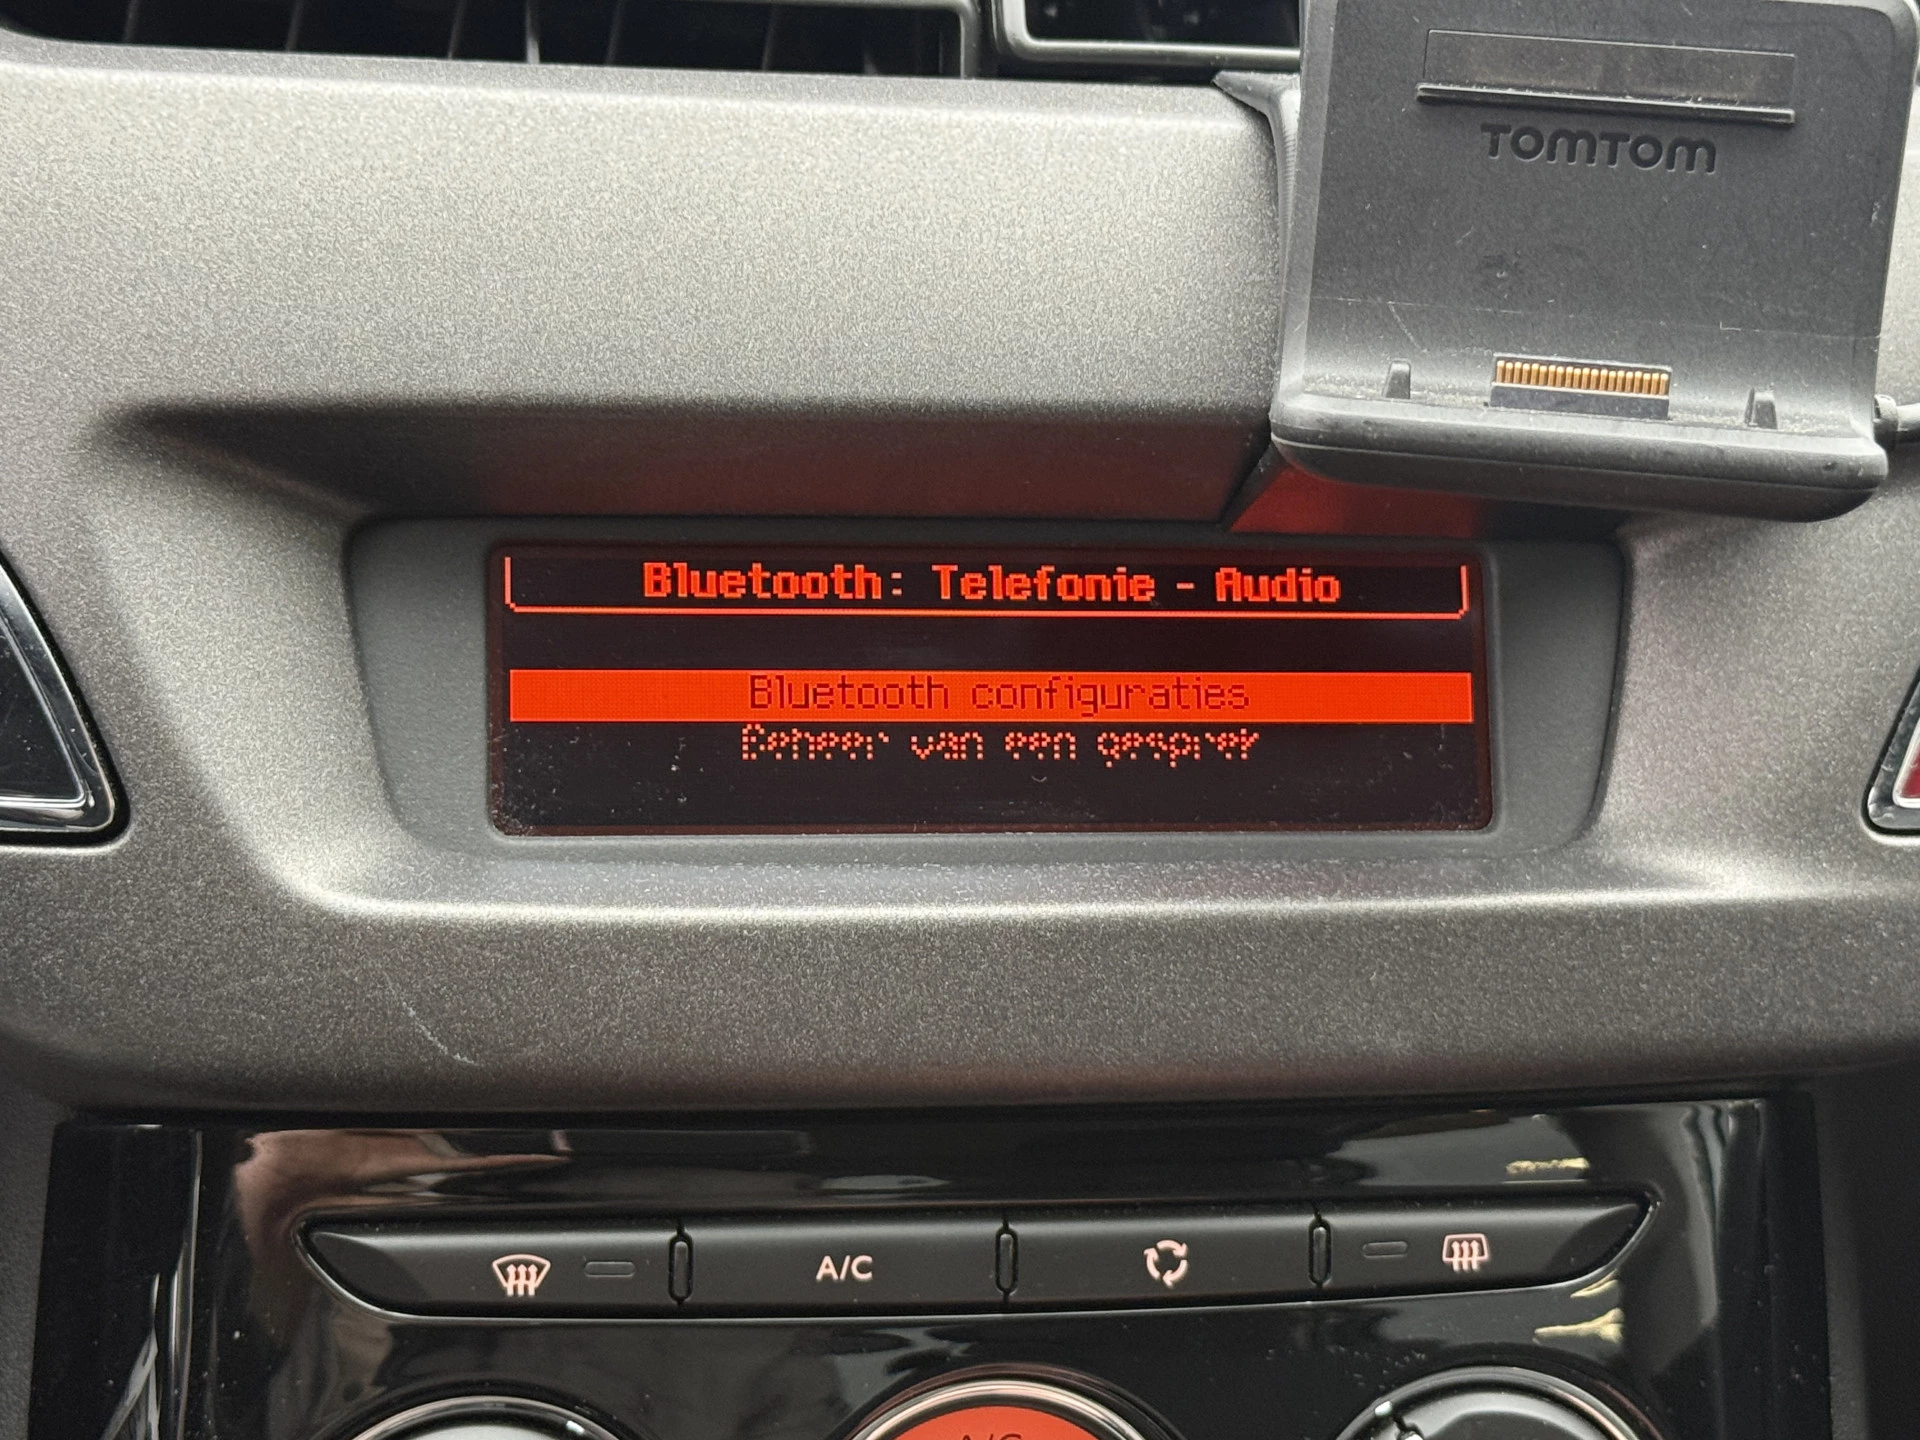 TOMTOM
Bluetooth: Telefonie - Audio
Bluetooth configuraties
Beheer van een gesprek
A/C
A/C